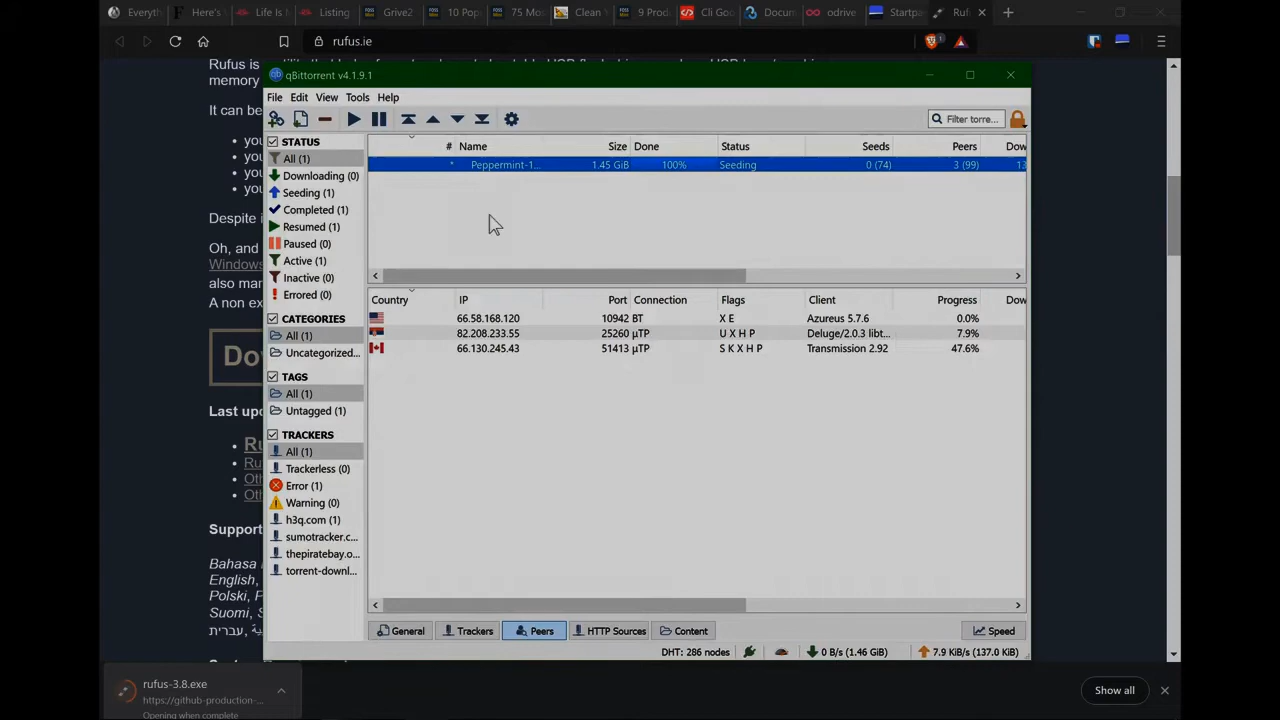 Everyth
Here's
Life Is
Listing
Grive2
10 Pop
75 Mos
Clean
9 Prod
Cli Go
Docum
odrive
Startpa
Ruf
rufus.ie
Rufus is
memory
It can be
you
you
you
you
Despite i
Oh, and
Windows
also mar
A non ex
Do
Last up
Ru
Ru
Oth
Oth
Support
Bahasa
English,
Polski, P
Suomi, S
עברית,
qBittorrent v4.1.9.1
File Edit View Tools Help
Filter torre...
STATUS
All (1)
Downloading (0)
Seeding (1)
Completed (1)
Resumed (1)
Paused (0)
Active (1)
Inactive (0)
Errored (0)
CATEGORIES
All (1)
Uncategorized...
TAGS
All (1)
Untagged (1)
TRACKERS
All (1)
Trackerless (0)
Error (1)
Warning (0)
h3q.com (1)
sumotracker.c...
thepiratebay.o...
torrent-downl...
# Name Size Done Status Seeds Peers Dow
* Peppermint-1... 1.45 GiB 100% Seeding 0 (74) 3 (99) 13
Country IP Port Connection Flags Client Progress Dow
66.58.168.120 10942 BT X E Azureus 5.7.6 0.0%
82.208.233.55 25260 μTP U X H P Deluge/2.0.3 libt... 7.9%
66.130.245.43 51413 μTP S K X H P Transmission 2.92 47.6%
General Trackers Peers HTTP Sources Content Speed
DHT: 286 nodes 0 B/s (1.46 GiB) 7.9 KiB/s (137.0 KiB)
rufus-3.8.exe
https://github-production-...
Opening when complete
Show all